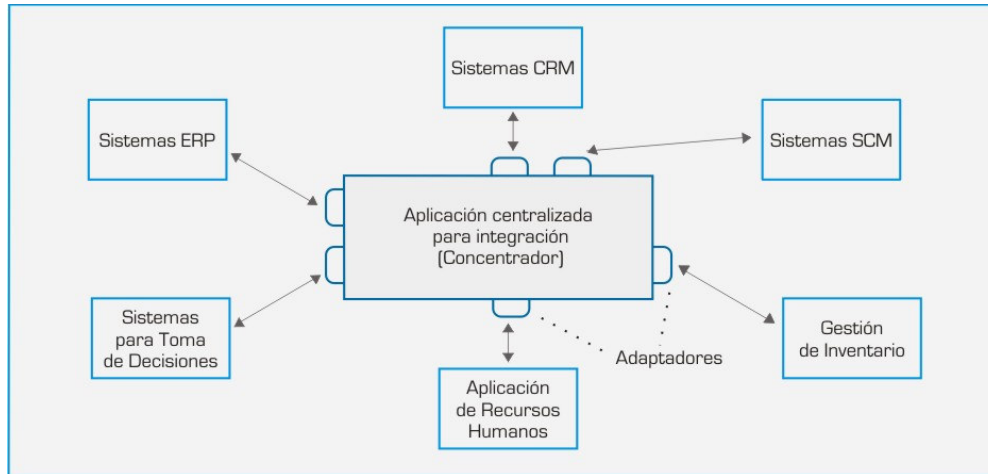 Sistemas CRM
Sistemas ERP
Sistemas SCM
Aplicación centralizada
para integración
(Concentrador)
Sistemas
para Toma
de Decisiones
Gestión
de Inventario
Adaptadores
Aplicación
de Recursos
Humanos